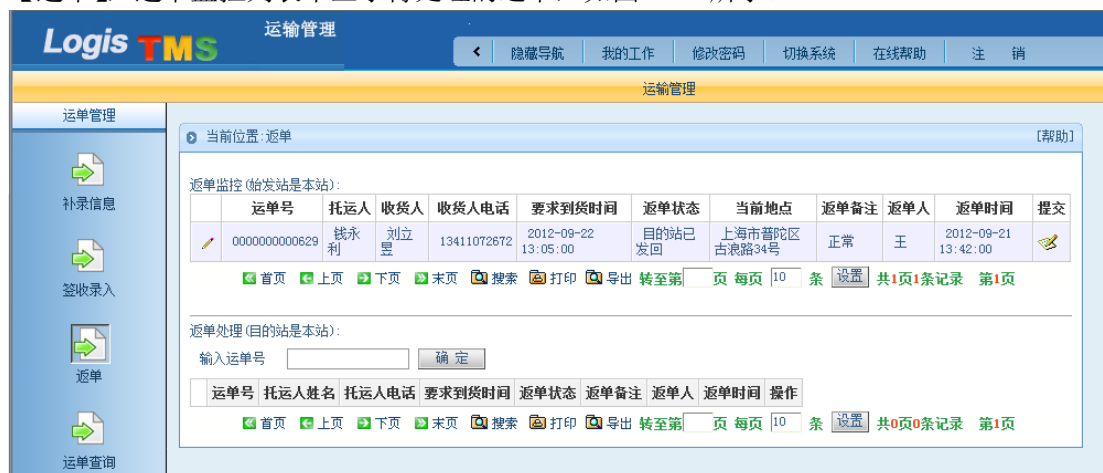 Logis TMS
运输管理
隐藏导航 我的工作 修改密码 切换系统 在线帮助 注 销
运输管理
运单管理
补录信息
签收录入
返单
运单查询
当前位置:返单 [帮助]
返单监控(始发站是本站):
运单号 托运人 收货人 收货人电话 要求到货时间 返单状态 当前地点 返单备注 返单人 返单时间 提交
0000000000629 钱永利 刘立昱 13411072672 2012-09-22 13:05:00 目的站已发回 上海市普陀区古浪路34号 正常 王 2012-09-21 13:42:00
首页 上页 下页 末页 搜索 打印 导出 转至第 页 每页 10 条 设置 共1页1条记录 第1页
返单处理(目的站是本站):
输入运单号 确 定
运单号 托运人姓名 托运人电话 要求到货时间 返单状态 返单备注 返单人 返单时间 操作
首页 上页 下页 末页 搜索 打印 导出 转至第 页 每页 10 条 设置 共0页0条记录 第1页